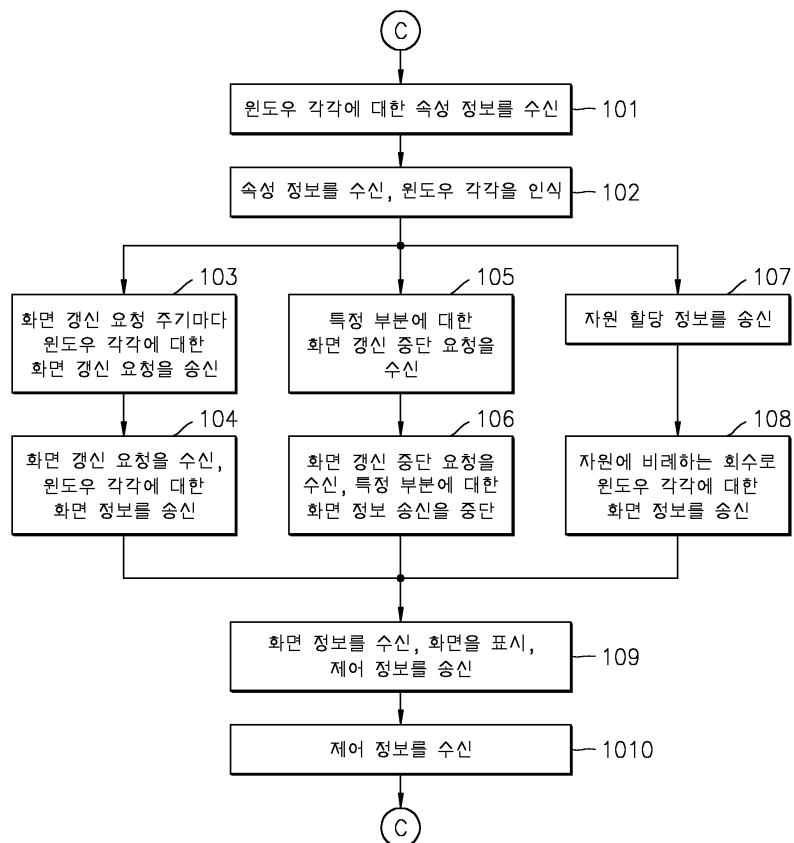 C
윈도우 각각에 대한 속성 정보를 수신
101
속성 정보를 수신, 윈도우 각각을 인식
102
103
화면 갱신 요청 주기마다
윈도우 각각에 대한
화면 갱신 요청을 송신
105
특정 부분에 대한
화면 갱신 중단 요청을
수신
107
자원 할당 정보를 송신
104
화면 갱신 요청을 수신,
윈도우 각각에 대한
화면 정보를 송신
106
화면 갱신 중단 요청을
수신, 특정 부분에 대한
화면 정보 송신을 중단
108
자원에 비례하는 회수로
윈도우 각각에 대한
화면 정보를 송신
화면 정보를 수신, 화면을 표시,
제어 정보를 송신
109
제어 정보를 수신
1010
C